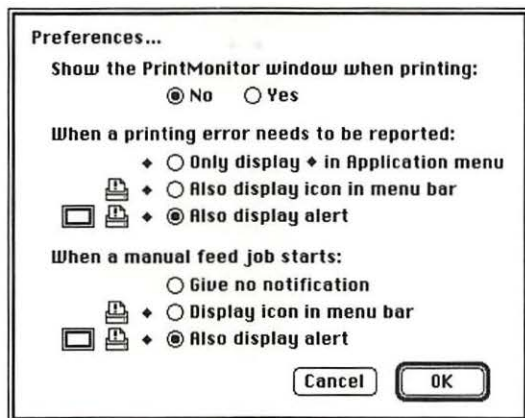 Preferences...
Show the PrintMonitor window when printing:
No Yes
When a printing error needs to be reported:
◆ Only display ◆ in Application menu
◆ Also display icon in menu bar
◆ Also display alert
When a manual feed job starts:
Give no notification
◆ Display icon in menu bar
◆ Also display alert
Cancel OK